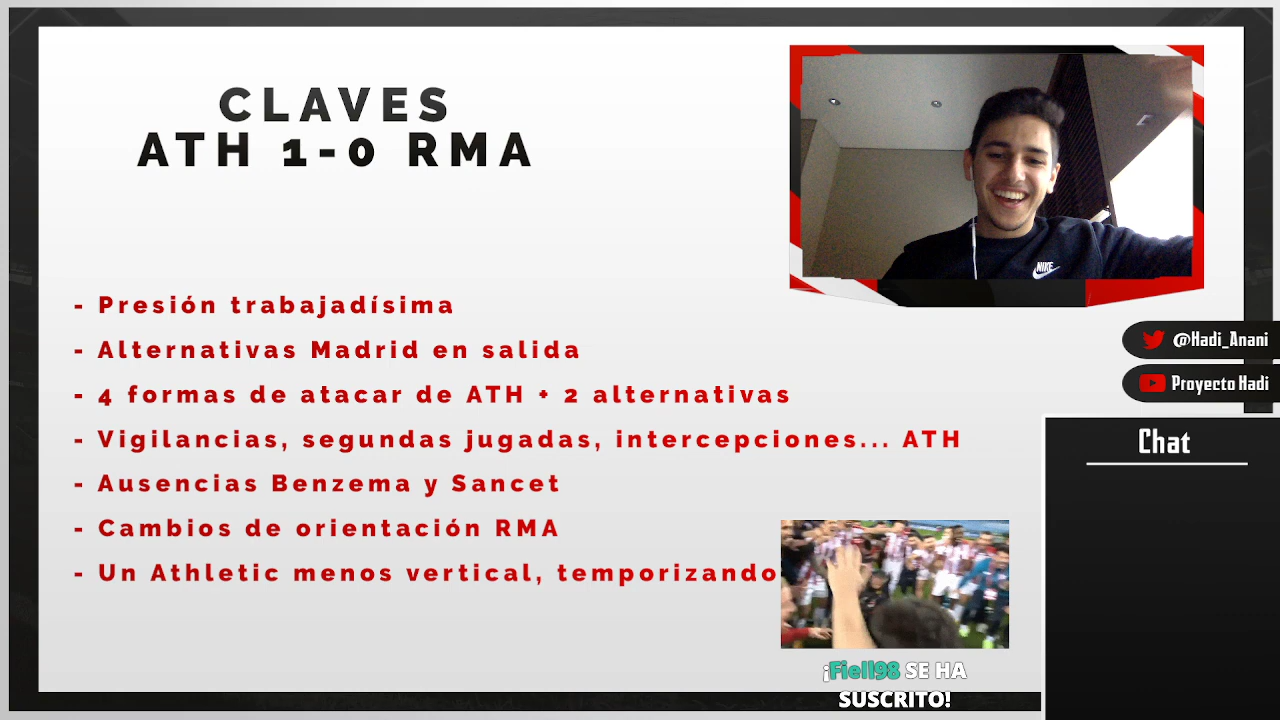 CLAVES
ATH 1-0 RMA
- Presión trabajadísima
- Alternativas Madrid en salida
- 4 formas de atacar de ATH + 2 alternativas
- Vigilancias, segundas jugadas, intercepciones... ATH
- Ausencias Benzema y Sancet
- Cambios de orientación RMA
- Un Athletic menos vertical, temporizando
NIKE
@Hadi_Anani
Proyecto Hadi
Chat
¡Fiell98 SE HA
SUSCRITO!